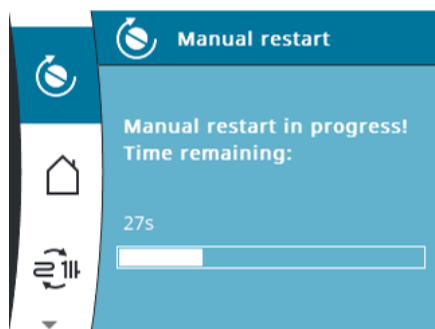 Manual restart
Manual restart in progress!
Time remaining:
27s